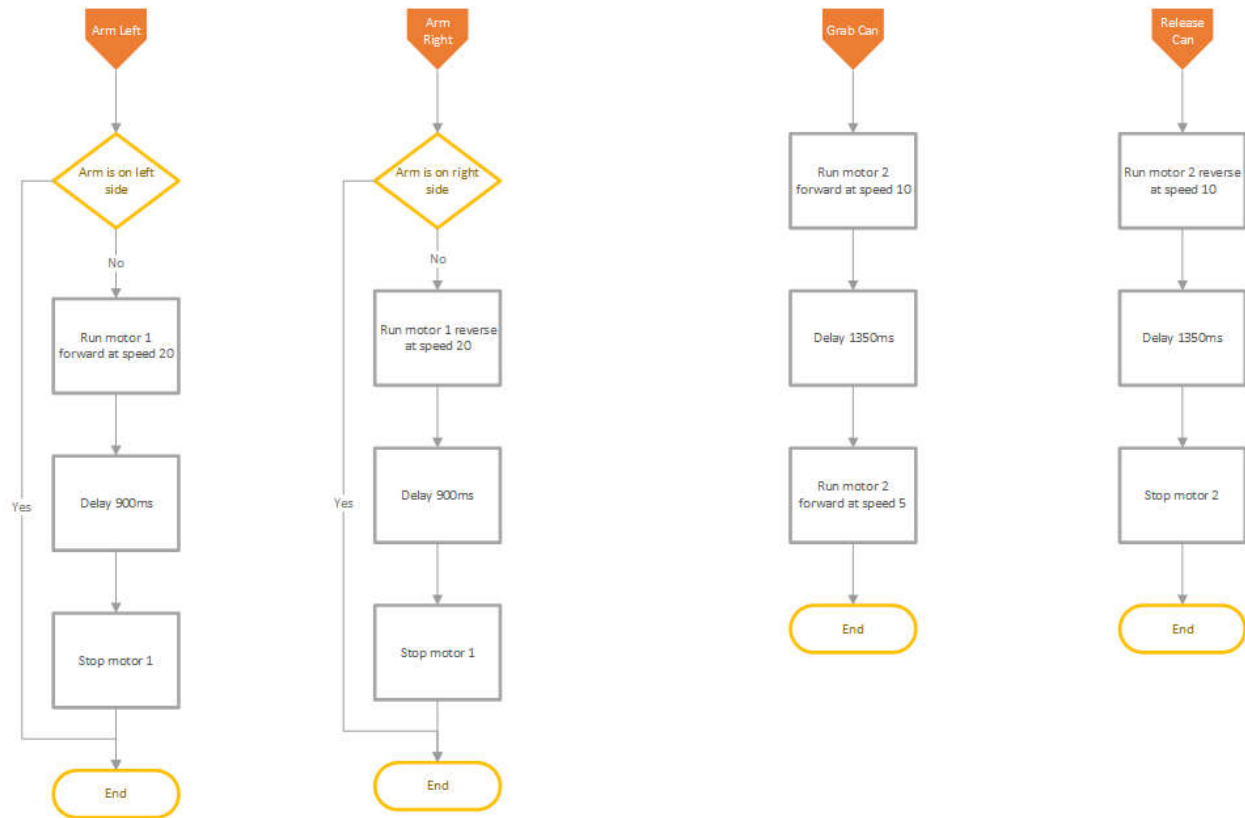 Arm Left
Arm is on left
side
No
Run motor 1
forward at speed 20
Delay 900ms
Yes
Stop motor 1
End
Arm
Right
Arm is on right
side
No
Run motor 1 reverse
at speed 20
Delay 900ms
Yes
Stop motor 1
End
Grab Can
Run motor 2
forward at speed 10
Delay 1350ms
Run motor 2
forward at speed 5
End
Release
Can
Run motor 2 reverse
at speed 10
Delay 1350ms
Stop motor 2
End